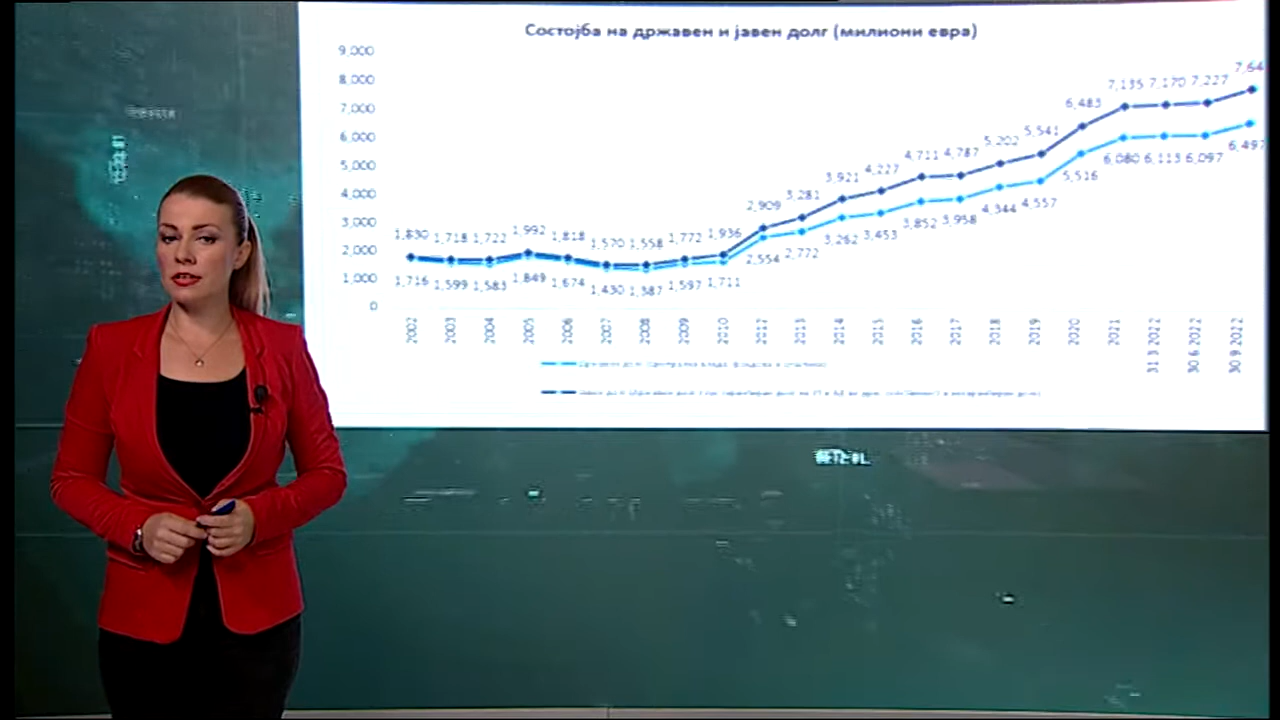 Состојба на државен и јавен долг (милиони евра)
9,000
8,000
7,000
6,000
5,000
4,000
3,000
2,000
1,000
0
1,830 1,718 1,722 1,992 1,818 1,570 1,558 1,772 1,936 2,909 3,281 3,921 4,227 4,711 4,787 5,202 5,541 6,483 7,135 7,170 7,227 7,64
1,716 1,599 1,583 1,849 1,674 1,430 1,387 1,597 1,711 2,554 2,772 3,262 3,453 3,852 3,958 4,344 4,557 5,516 6,080 6,113 6,097 6,497
2002 2003 2004 2005 2006 2007 2008 2009 2010 2012 2013 2014 2015 2016 2017 2018 2019 2020 2021 31 3 2022 30 6 2022 30 9 2022